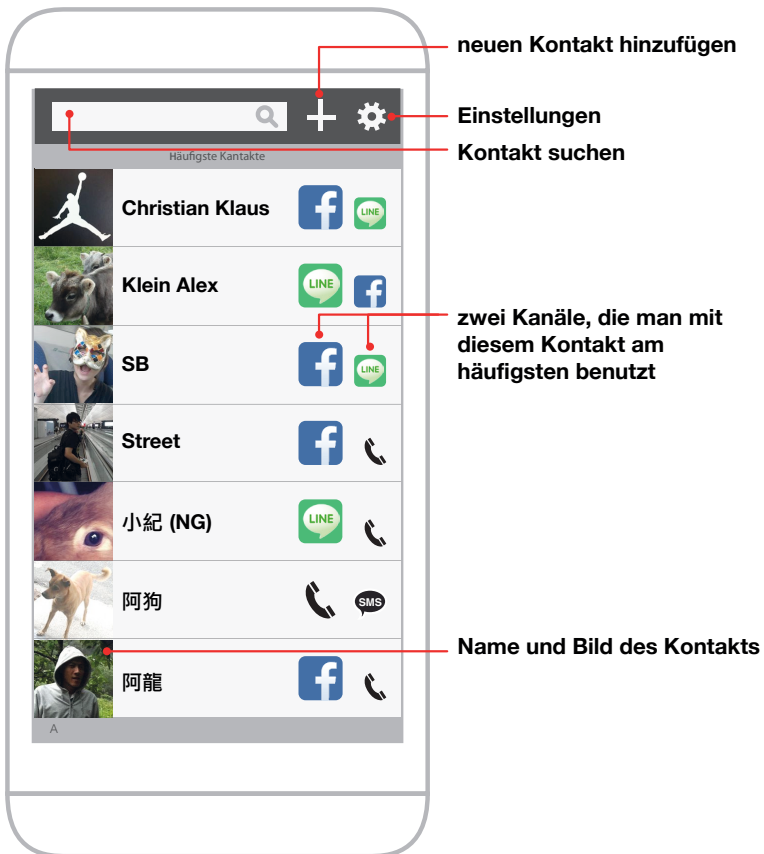 neuen Kontakt hinzufügen
Einstellungen
Kontakt suchen
Häufigste Kantakte
Christian Klaus
LINE
Klein Alex
LINE
zwei Kanäle, die man mit
diesem Kontakt am
häufigsten benutzt
SB
LINE
Street
小紀 (NG)
LINE
阿狗
SMS
Name und Bild des Kontakts
阿龍
A